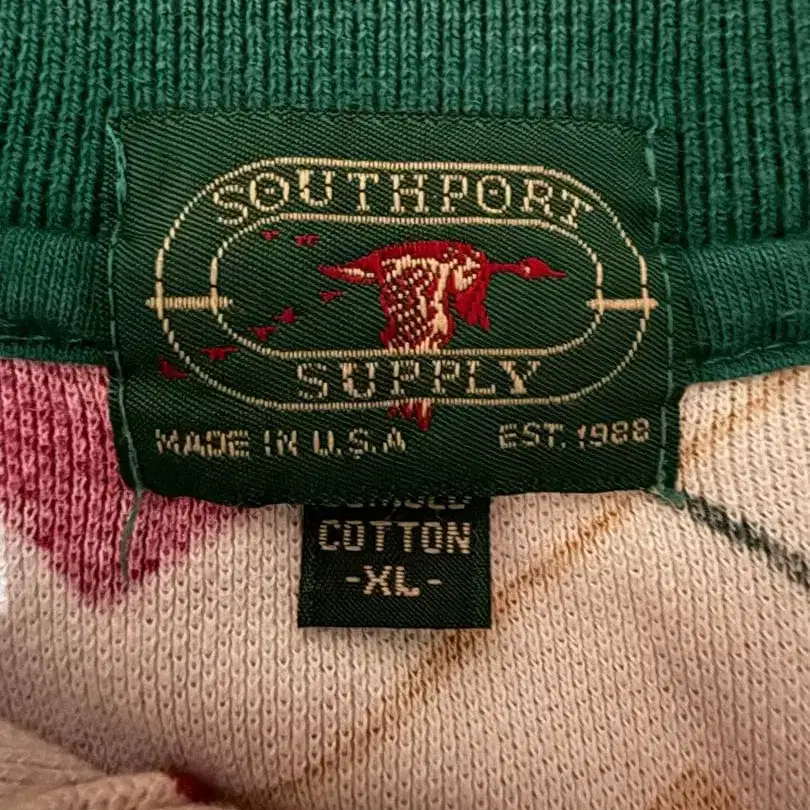 SOUTHPORT
SUPPLY
MADE IN U.S.A EST. 1988
COTTON
-XL-